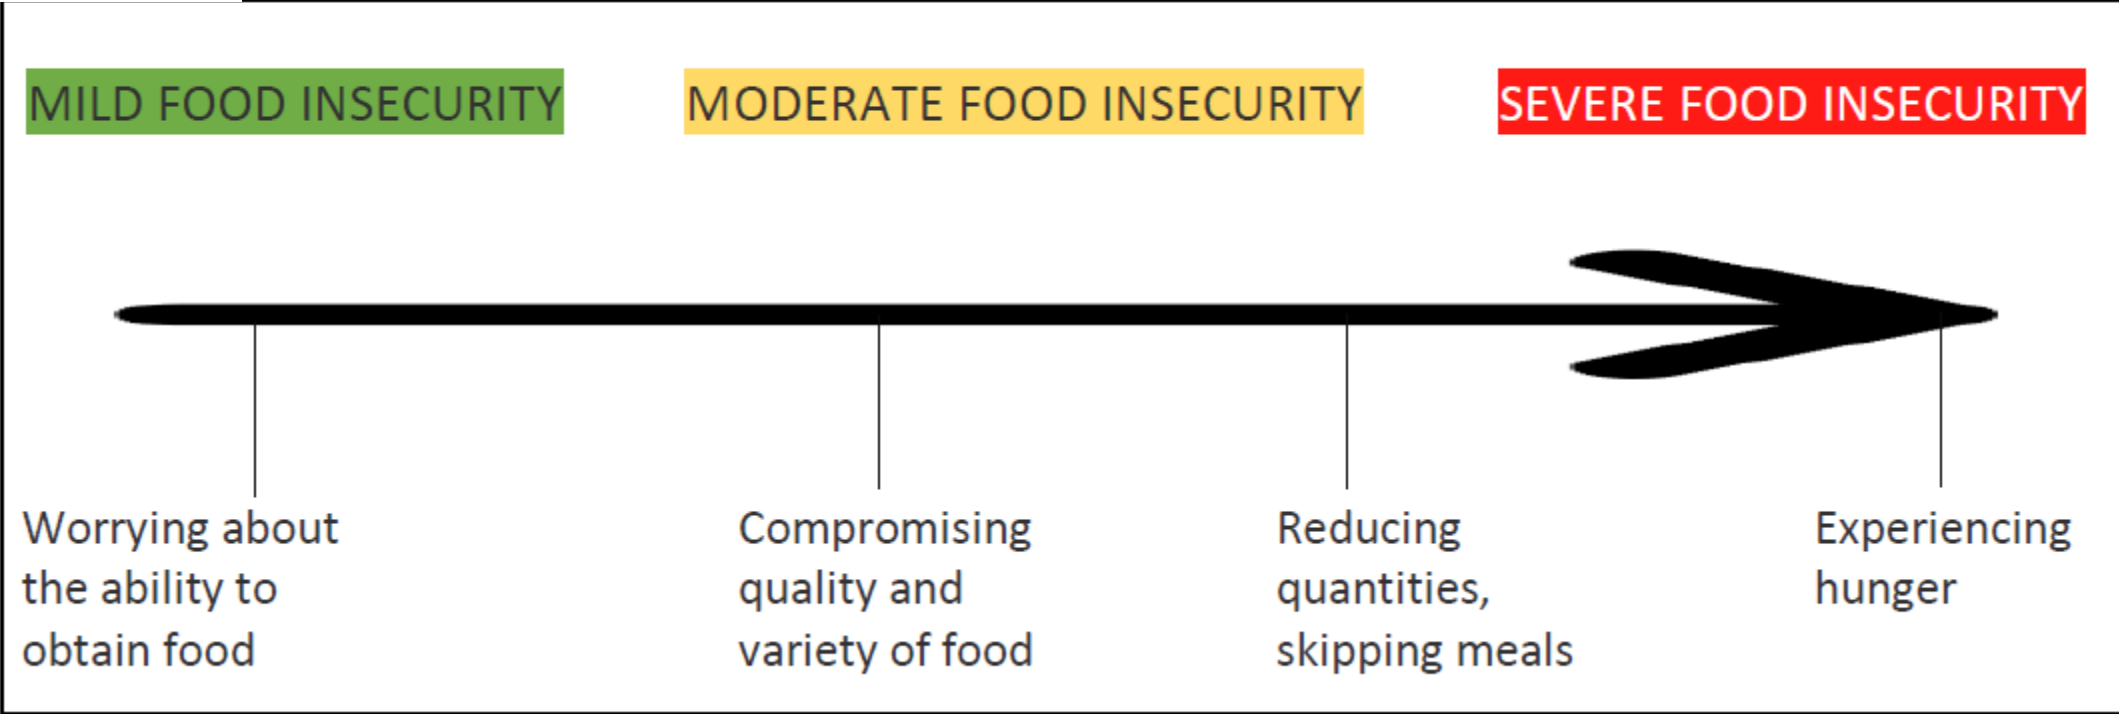 MILD FOOD INSECURITY
MODERATE FOOD INSECURITY
SEVERE FOOD INSECURITY
Worrying about
the ability to
obtain food
Compromising
quality and
variety of food
Reducing
quantities,
skipping meals
Experiencing
hunger